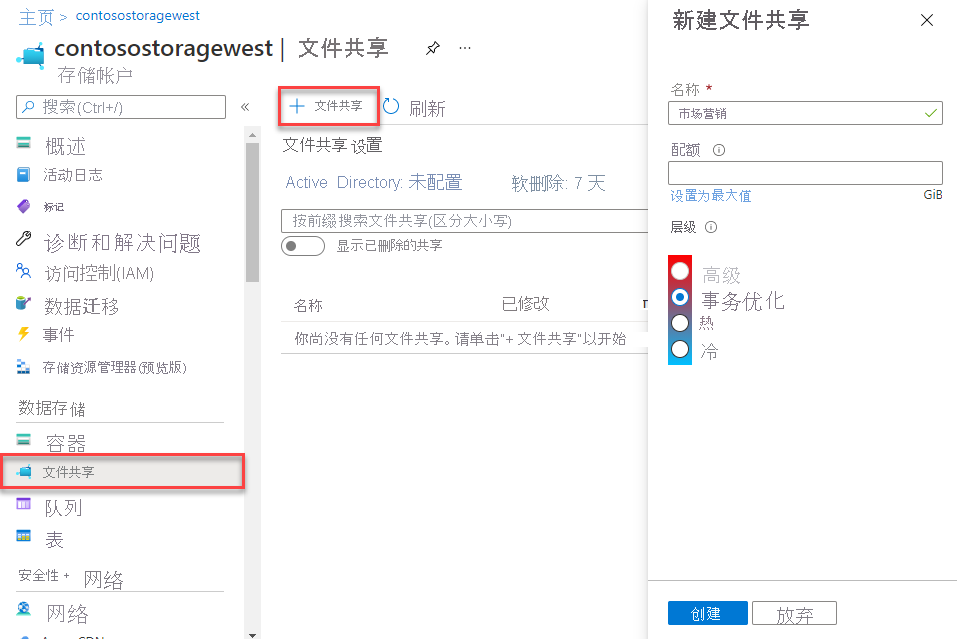 主页 > contosostoragewest
contosostoragewest | 文件共享 ...
存储帐户
搜索(Ctrl+/) «
概述
活动日志
标记
诊断和解决问题
访问控制(IAM)
数据迁移
事件
存储资源管理器(预览版)
数据存储
容器
文件共享
队列
表
安全性 + 网络
网络
+ 文件共享 刷新
文件共享 设置
Active Directory: 未配置 软删除: 7 天
按前缀搜索文件共享(区分大小写)
显示已删除的共享
名称 已修改
你尚没有任何文件共享。请单击“+ 文件共享”以开始
新建文件共享
名称 *
市场营销
配额
设置为最大值 GiB
层级
高级
事务优化
热
冷
创建 放弃